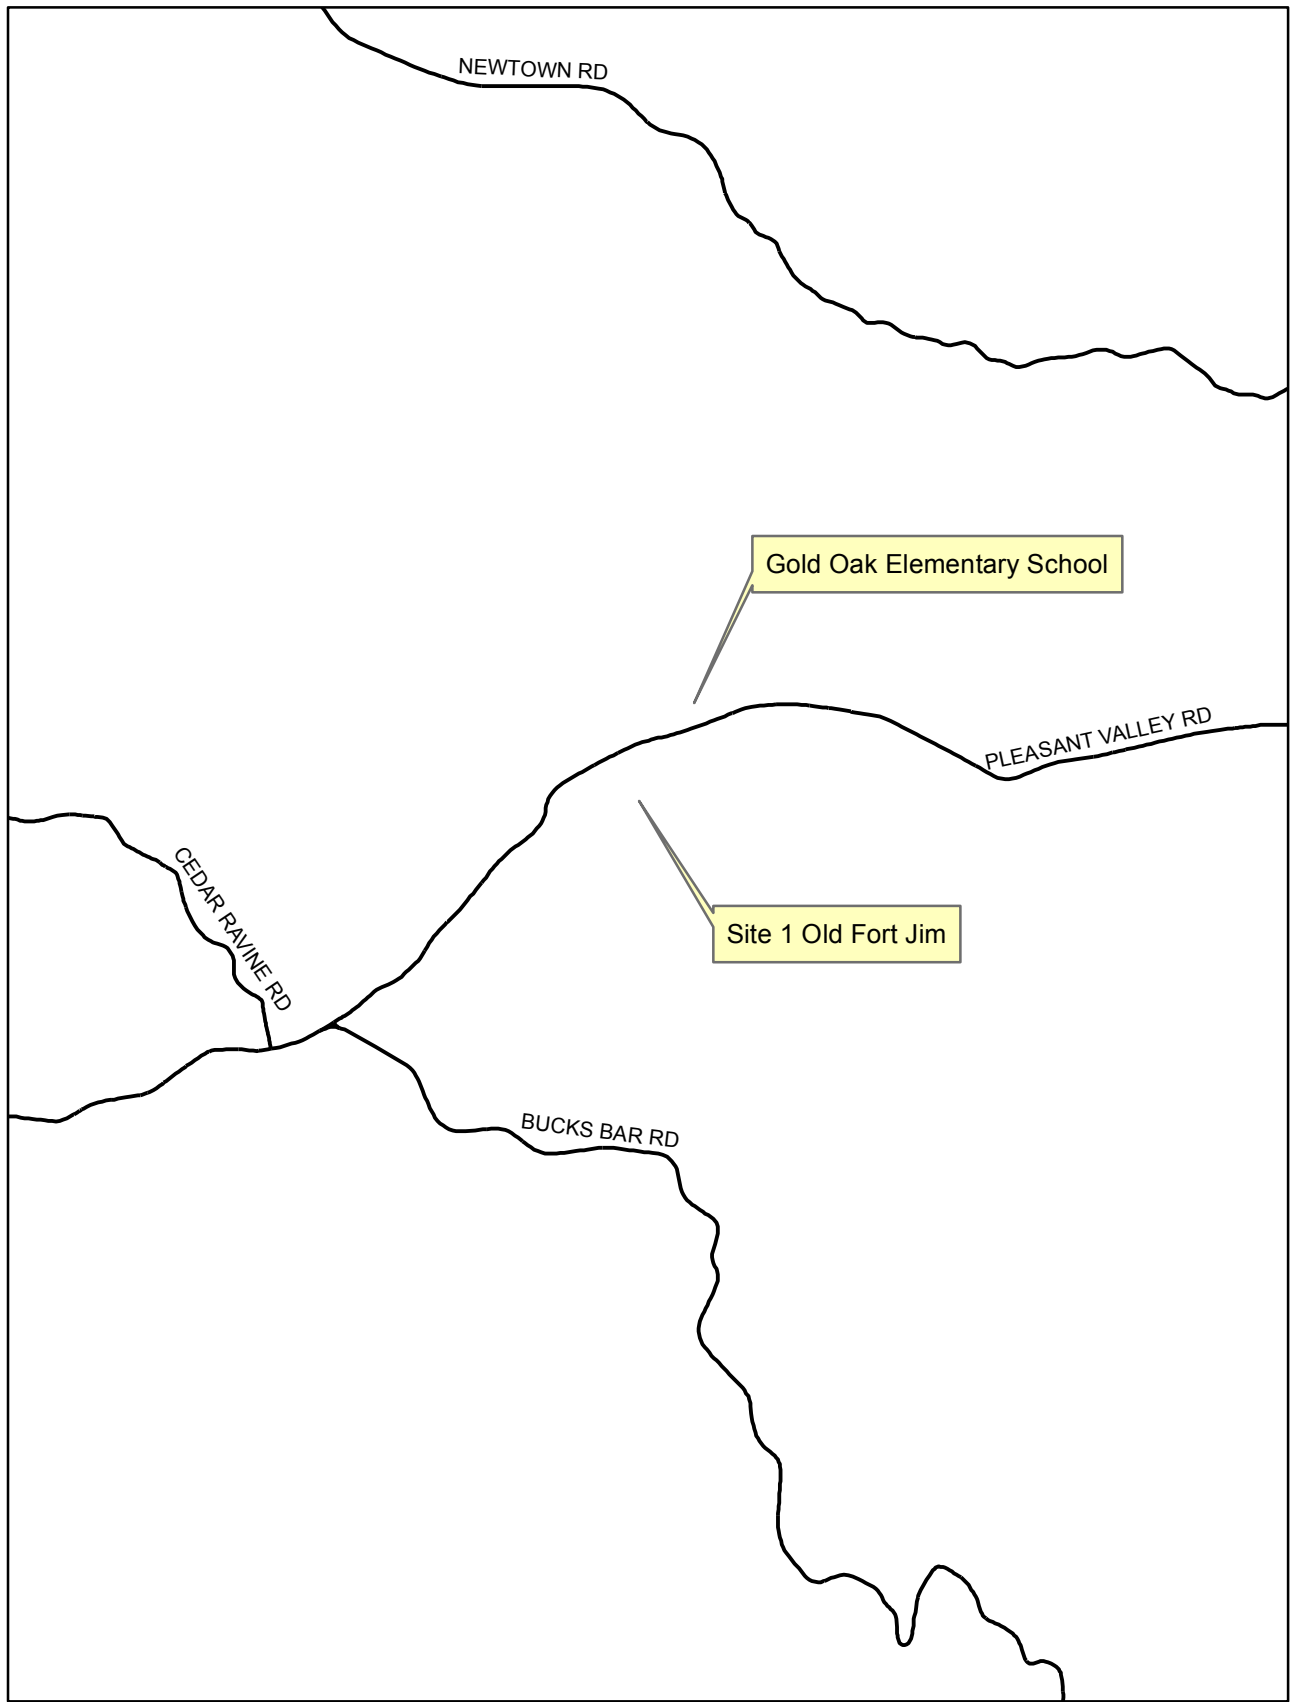 NEWTOWN RD
Gold Oak Elementary School
PLEASANT VALLEY RD
CEDAR RAVINE RD
Site 1 Old Fort Jim
BUCKS BAR RD